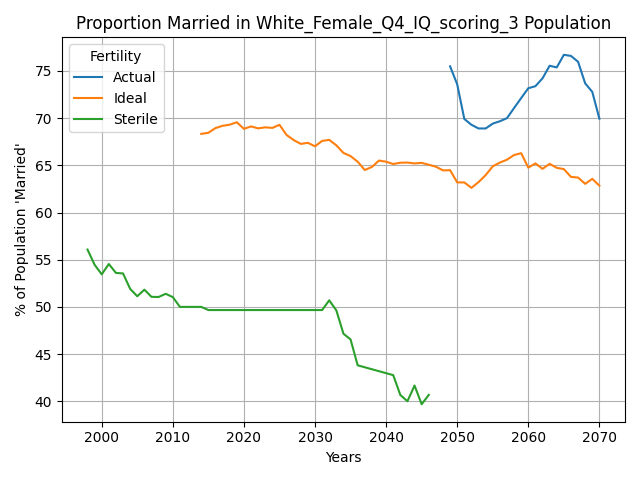 Proportion Married in White_Female_Q4_IQ_scoring_3 Population
Fertility
Actual
Ideal
Sterile
% of Population 'Married'
75
70
65
60
55
50
45
40
2000 2010 2020 2030 2040 2050 2060 2070
Years